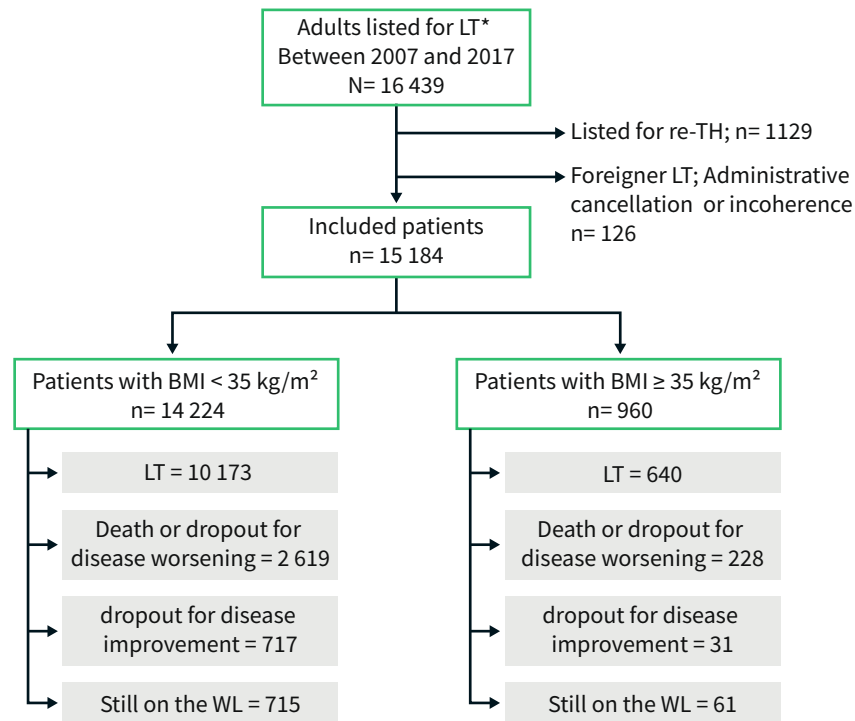 Adults listed for LT*
Between 2007 and 2017
N= 16 439
Listed for re-TH; n= 1129
Foreigner LT; Administrative
cancellation or incoherence
n= 126
Included patients
n= 15 184
Patients with BMI < 35 kg/m²
n= 14 224
LT = 10 173
Death or dropout for
disease worsening = 2 619
dropout for disease
improvement = 717
Still on the WL = 715
Patients with BMI ≥ 35 kg/m²
n= 960
LT = 640
Death or dropout for
disease worsening = 228
dropout for disease
improvement = 31
Still on the WL = 61